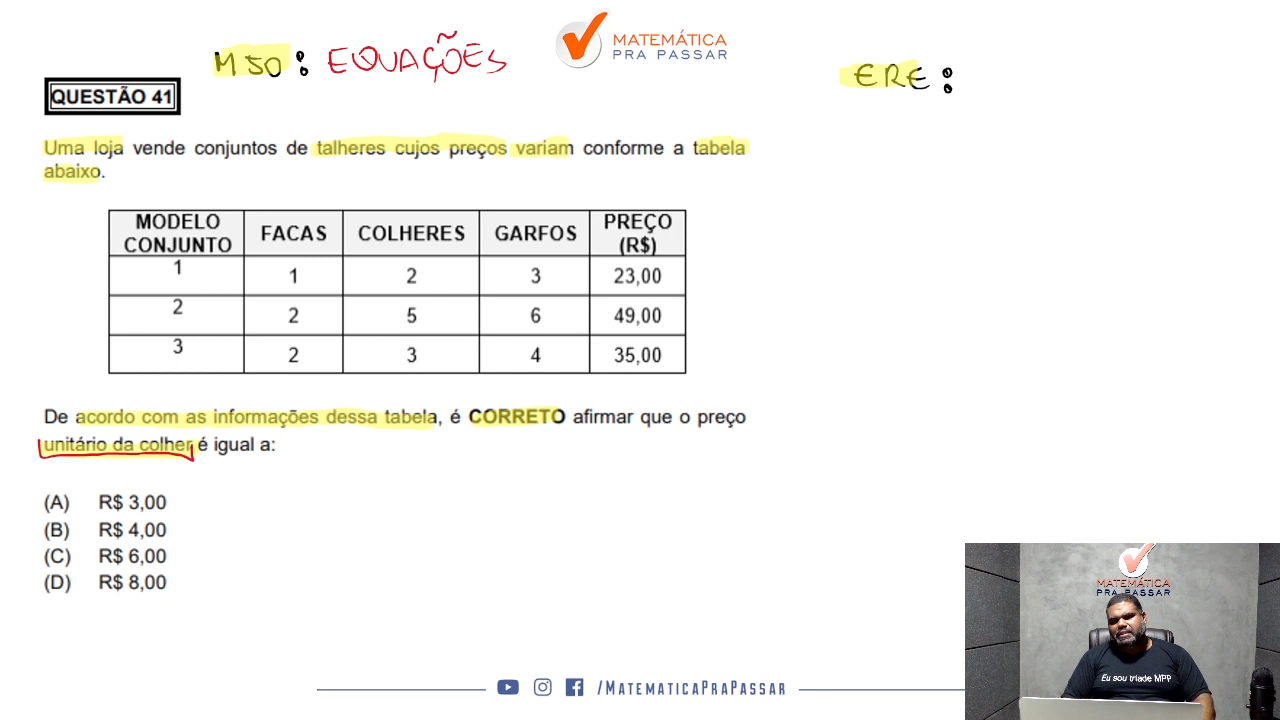 M50: EQUAÇÕES
MATEMÁTICA
PRA PASSAR
ERE:
QUESTÃO 41
Uma loja vende conjuntos de talheres cujos preços variam conforme a tabela
abaixo.
MODELO CONJUNTO FACAS COLHERES GARFOS PREÇO (R$)
1 1 2 3 23,00
2 2 5 6 49,00
3 2 3 4 35,00
De acordo com as informações dessa tabela, é CORRETO afirmar que o preço
unitário da colher é igual a:
(A) R$ 3,00
(B) R$ 4,00
(C) R$ 6,00
(D) R$ 8,00
MATEMÁTICA
PRA PASSAR
Eu sou tríade MPP
/MATEMATICAPRAPASSAR